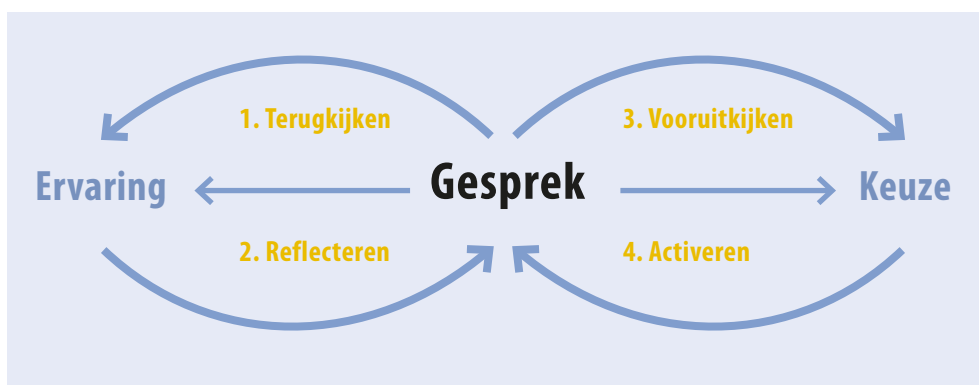 1. Terugkijken
3. Vooruitkijken
Ervaring
Gesprek
Keuze
2. Reflecteren
4. Activeren